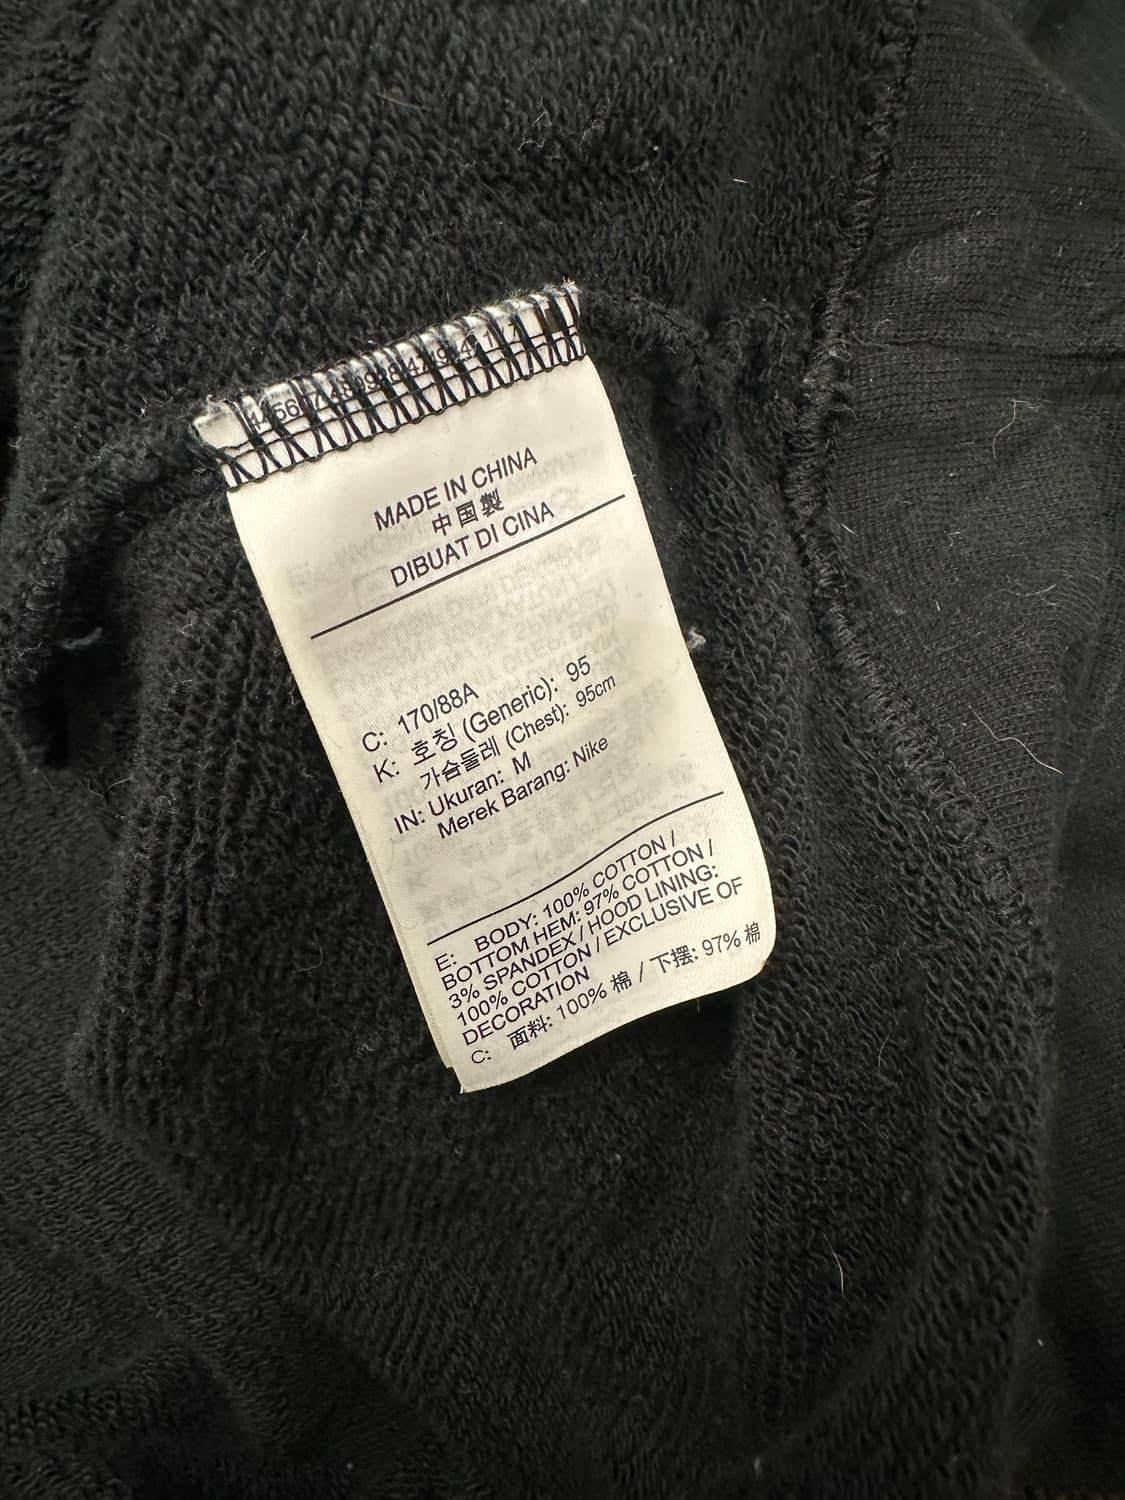 MADE IN CHINA
中国製
DIBUAT DI CINA
C: 170/88A
K: 호칭 (Generic): 95
가슴둘레 (Chest): 95cm
IN: Ukuran: M
Merek Barang: Nike
E: BODY: 100% COTTON /
BOTTOM HEM: 97% COTTON /
3% SPANDEX / HOOD LINING:
100% COTTON / EXCLUSIVE OF
DECORATION
C: 面料: 100% 棉 / 下摆: 97% 棉